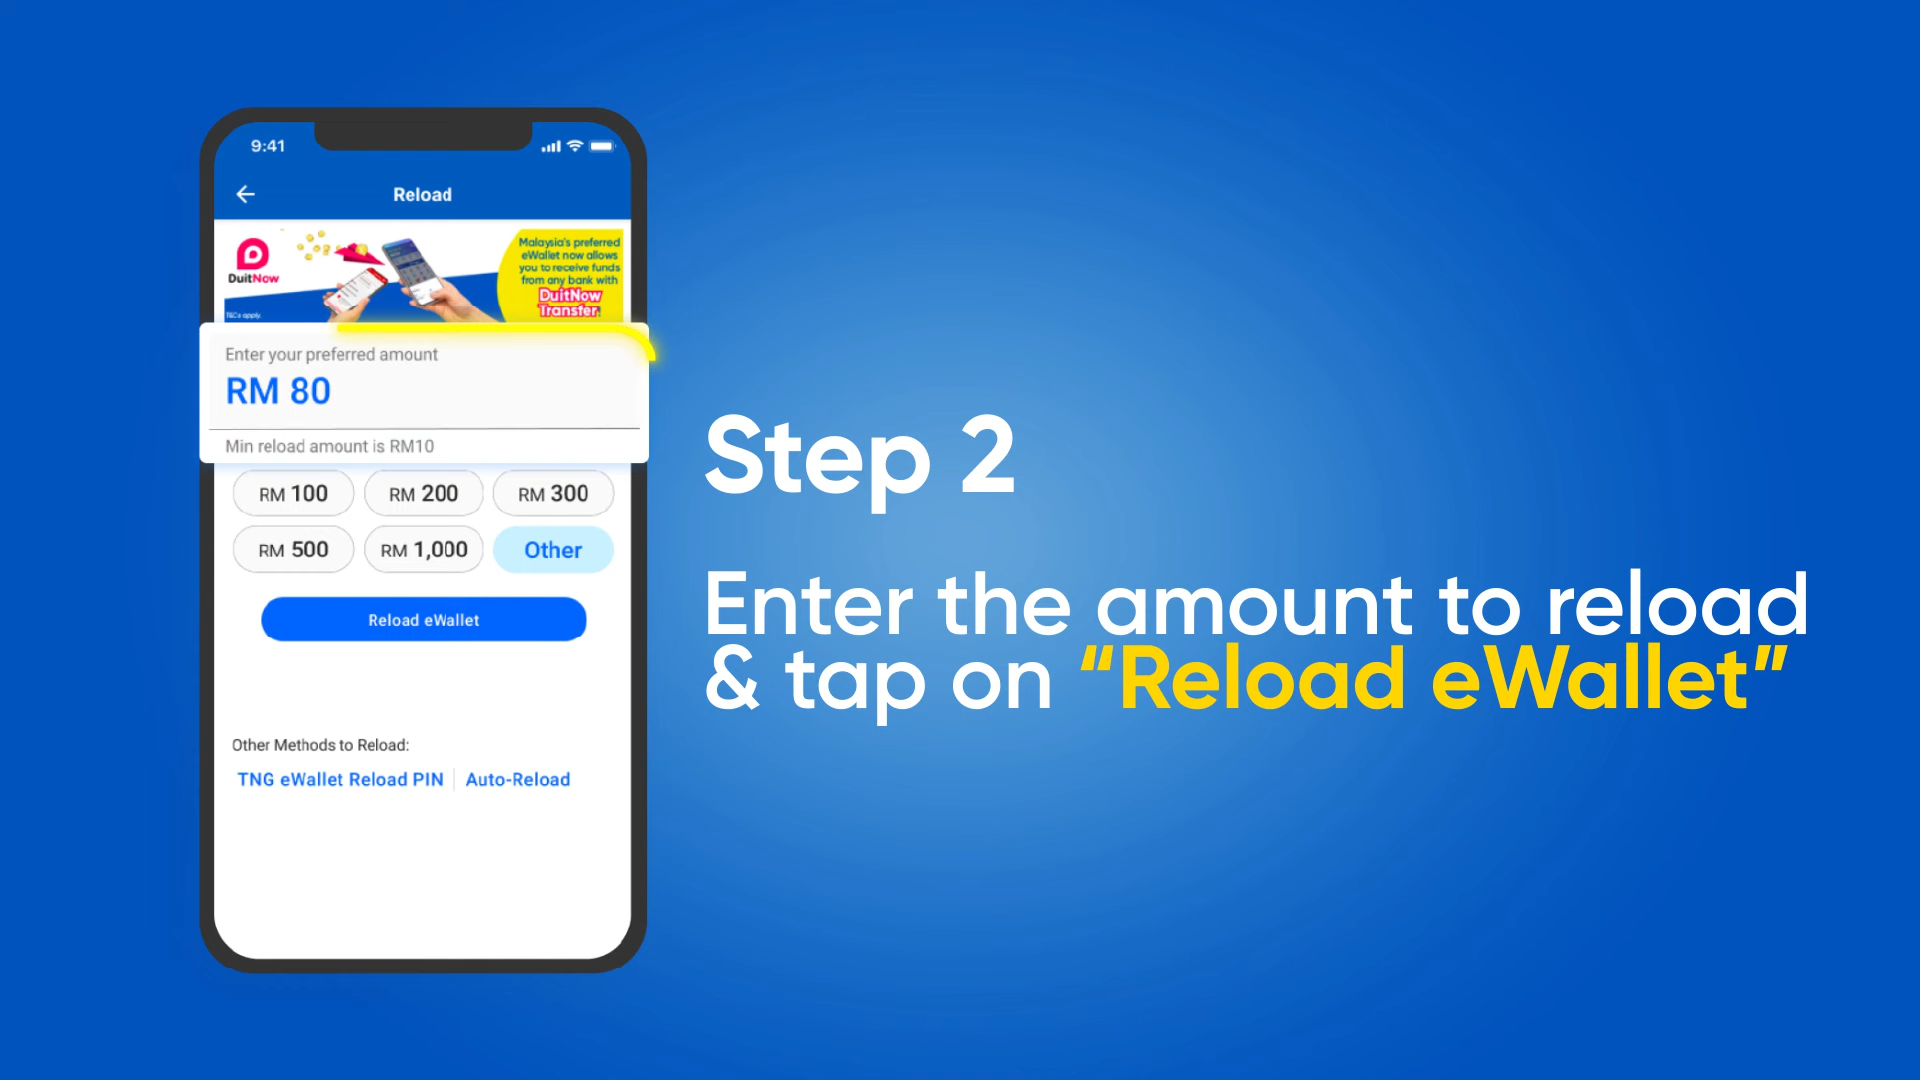 9:41
Reload
DuitNow
Malaysia's preferred
eWallet now allows
you to receive funds
from any bank with
DuitNow
Transfer.
T&Cs apply.
Enter your preferred amount
RM 80
Min reload amount is RM10
RM 100
RM 200
RM 300
RM 500
RM 1,000
Other
Reload eWallet
Other Methods to Reload:
TNG eWallet Reload PIN
Auto-Reload
Step 2
Enter the amount to reload
& tap on “Reload eWallet”